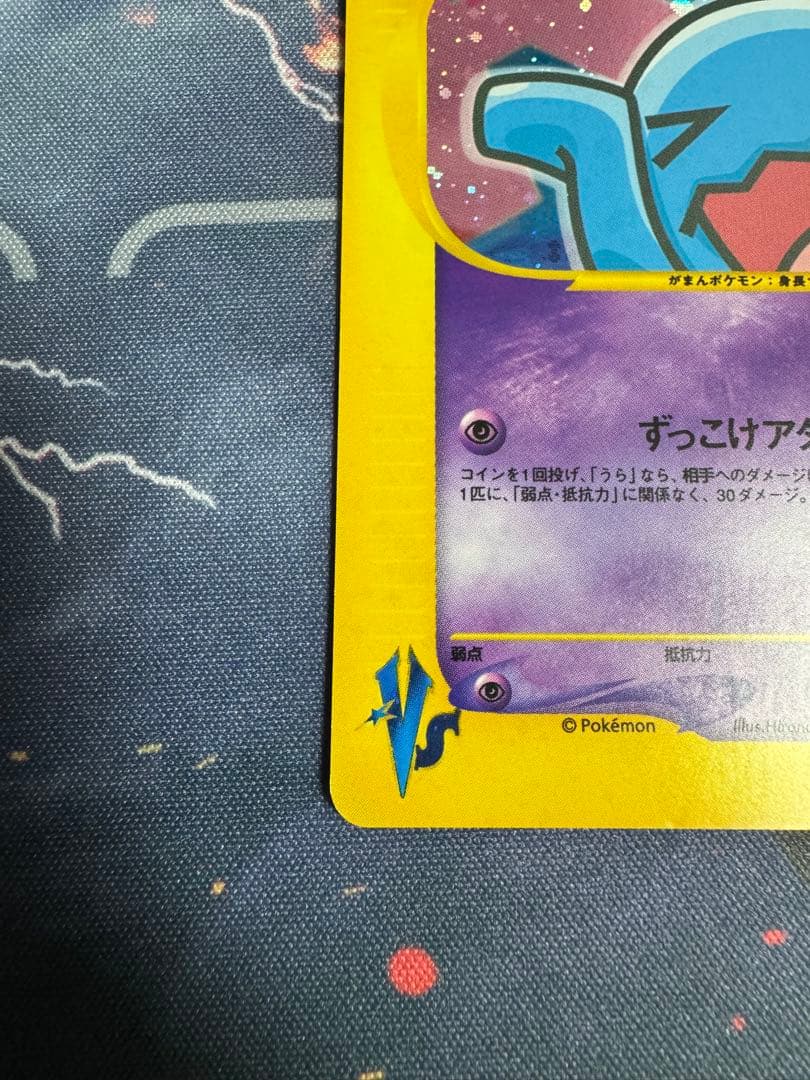 がまんポケモン：身長
ずっこけアタ
コインを1回投げ、「うら」なら、相手へのダメージ
1匹に、「弱点・抵抗力」に関係なく、30ダメージ。
弱点 抵抗力
VS
© Pokémon Illus.Hiron